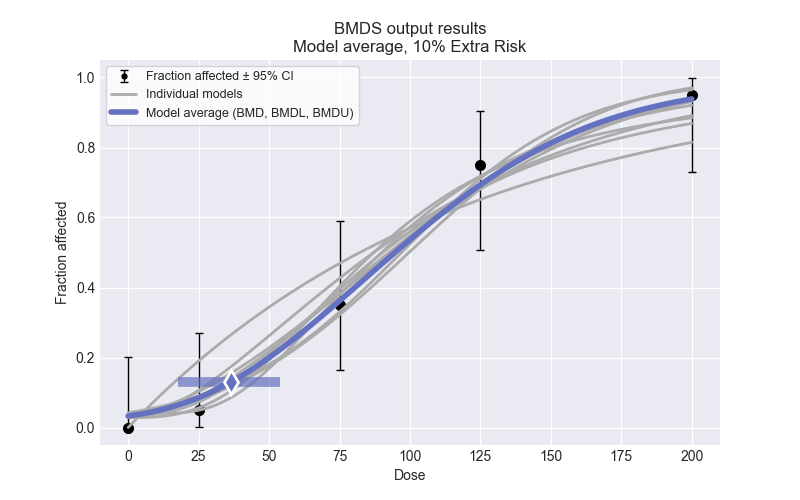 BMDS output results
Model average, 10% Extra Risk
Fraction affected ± 95% CI
Individual models
Model average (BMD, BMDL, BMDU)
1.0
0.8
0.6
0.4
0.2
0.0
Fraction affected
0 25 50 75 100 125 150 175 200
Dose